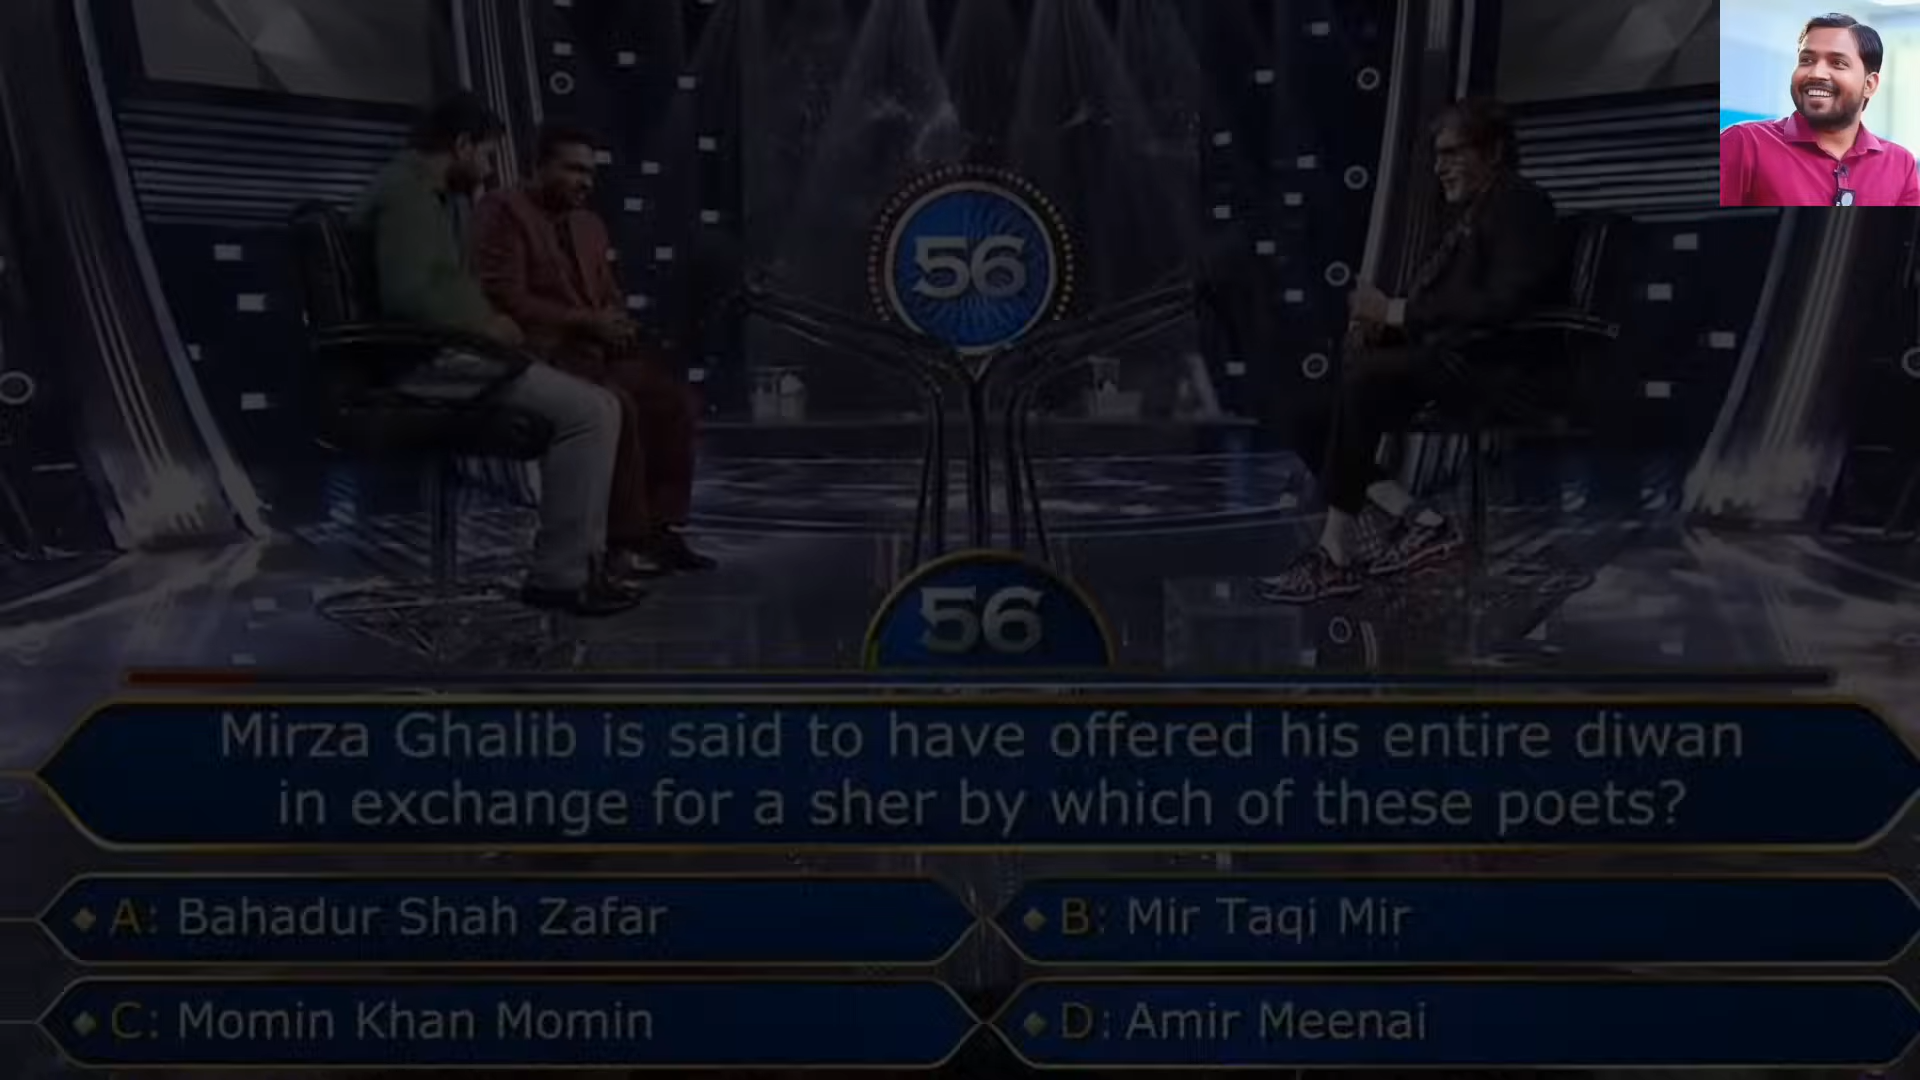 56
56
Mirza Ghalib is said to have offered his entire diwan
in exchange for a sher by which of these poets?
A: Bahadur Shah Zafar
B: Mir Taqi Mir
C: Momin Khan Momin
D: Amir Meenai